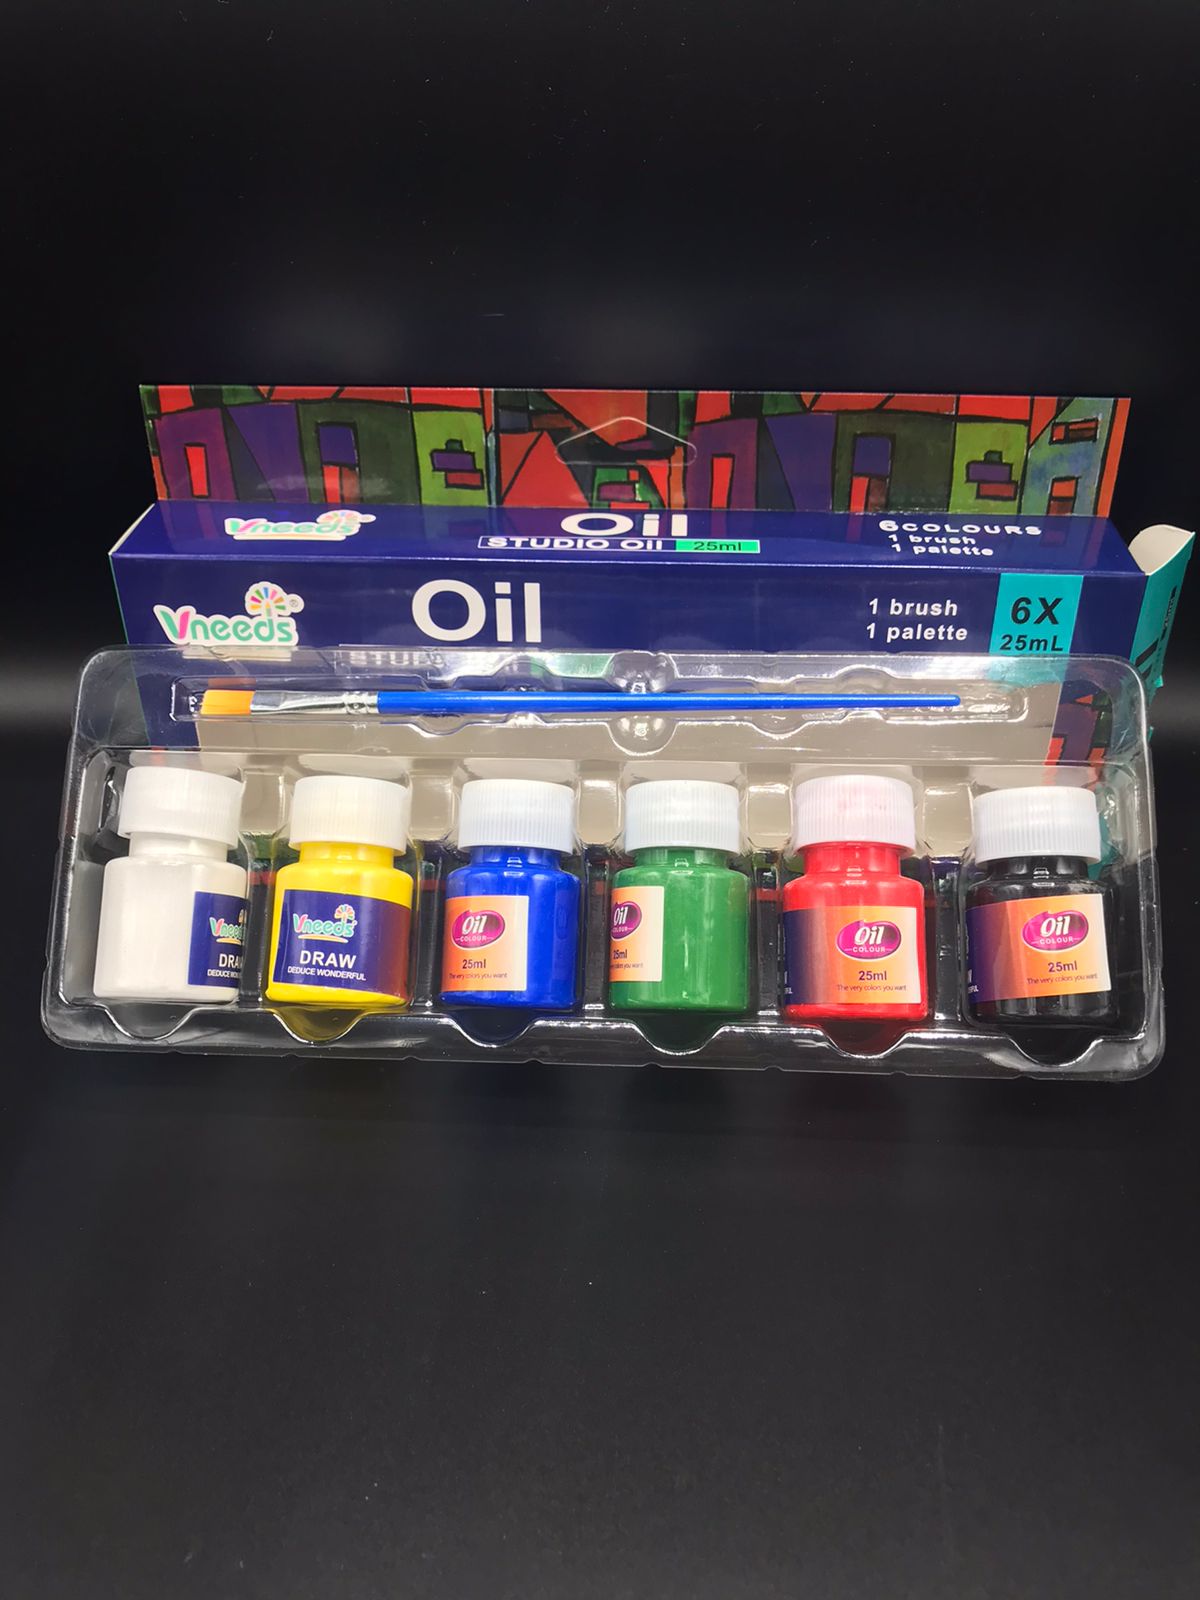 Vneeds
Oil
STUDIO Oil 25ml
6COLOURS
1 brush
1 palette
Vneeds®
Oil
1 brush
1 palette
6X
25mL
Vneeds
DRAW
DEDUCE WONDERFUL
Oil
COLOUR
25ml
The very colors you want
Oil
COLOUR
25ml
Oil
COLOUR
25ml
The very colors you want
Oil
COLOUR
25ml
The very colors you want